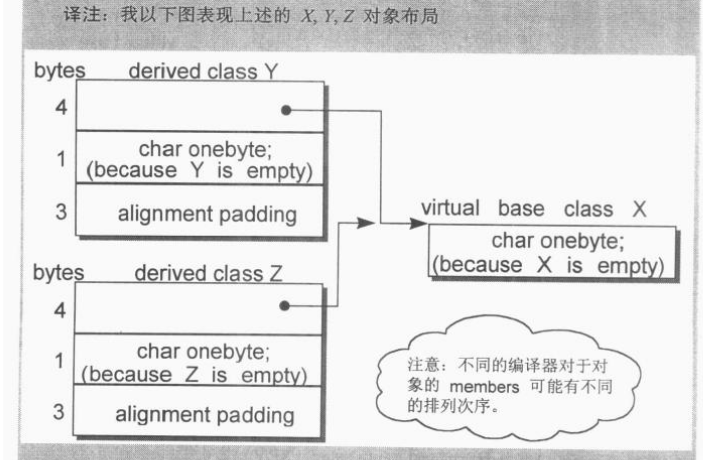 译注：我以下图表现上述的 X, Y, Z 对象布局
bytes derived class Y
4
1 char onebyte;
(because Y is empty)
3 alignment padding
virtual base class X
char onebyte;
(because X is empty)
bytes derived class Z
4
1 char onebyte;
(because Z is empty)
3 alignment padding
注意：不同的编译器对于对
象的 members 可能有不同
的排列次序。